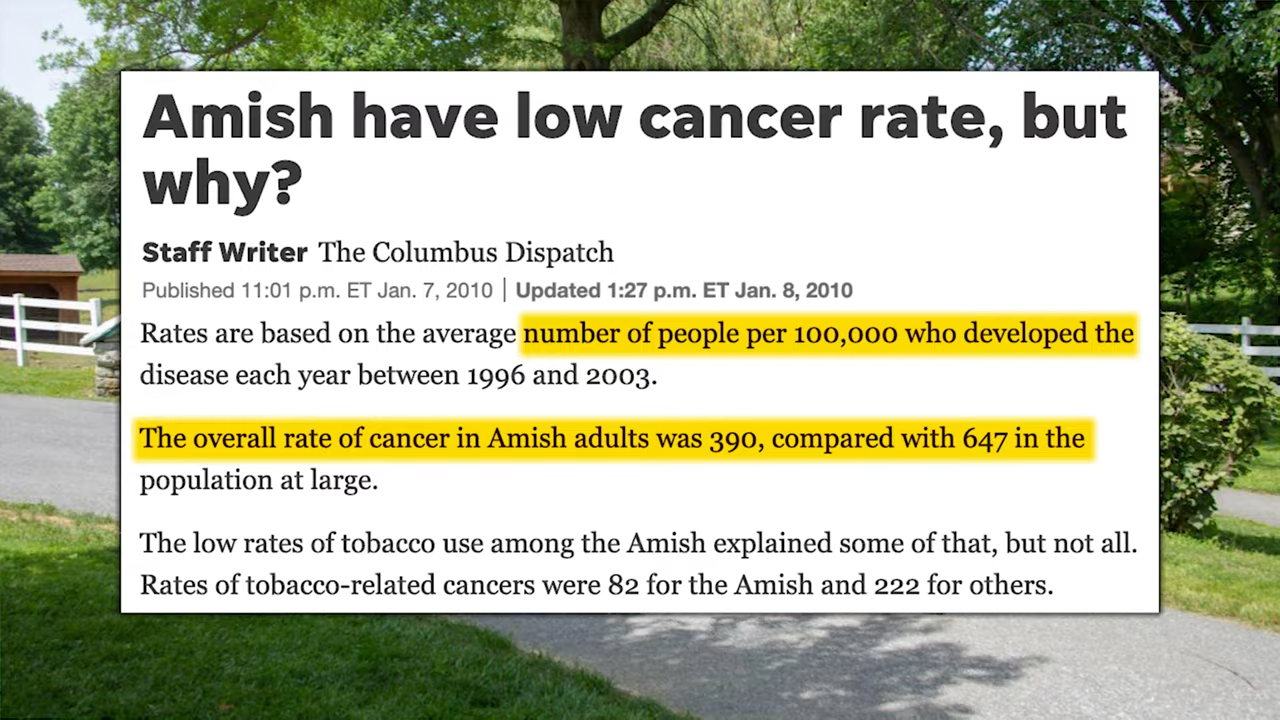 Amish have low cancer rate, but
why?
Staff Writer The Columbus Dispatch
Published 11:01 p.m. ET Jan. 7, 2010 | Updated 1:27 p.m. ET Jan. 8, 2010
Rates are based on the average number of people per 100,000 who developed the
disease each year between 1996 and 2003.
The overall rate of cancer in Amish adults was 390, compared with 647 in the
population at large.
The low rates of tobacco use among the Amish explained some of that, but not all.
Rates of tobacco-related cancers were 82 for the Amish and 222 for others.